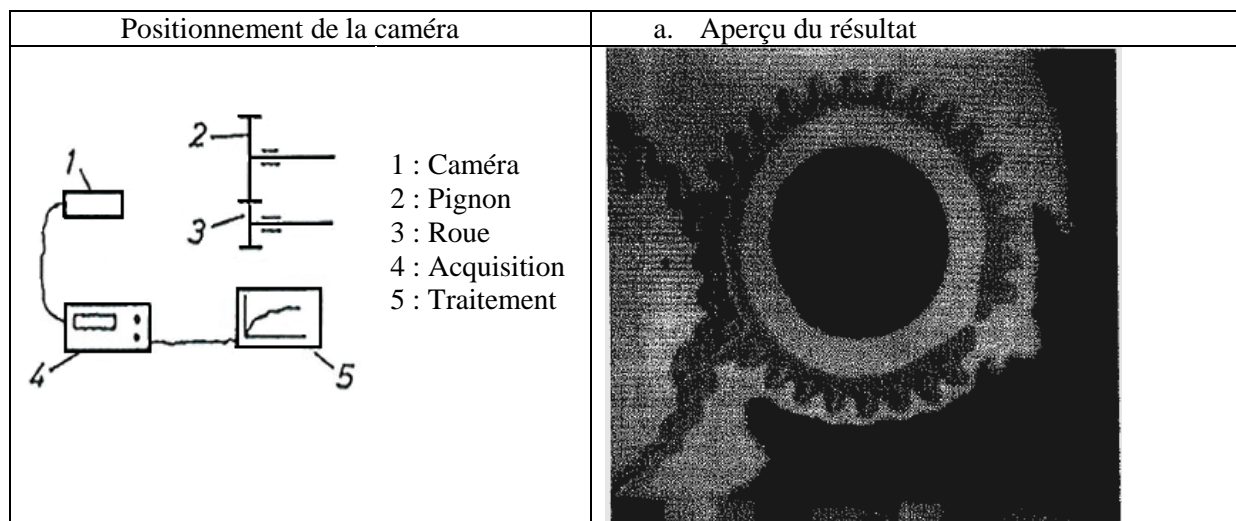 Positionnement de la caméra
a. Aperçu du résultat
1
2
3
4
5
1 : Caméra
2 : Pignon
3 : Roue
4 : Acquisition
5 : Traitement